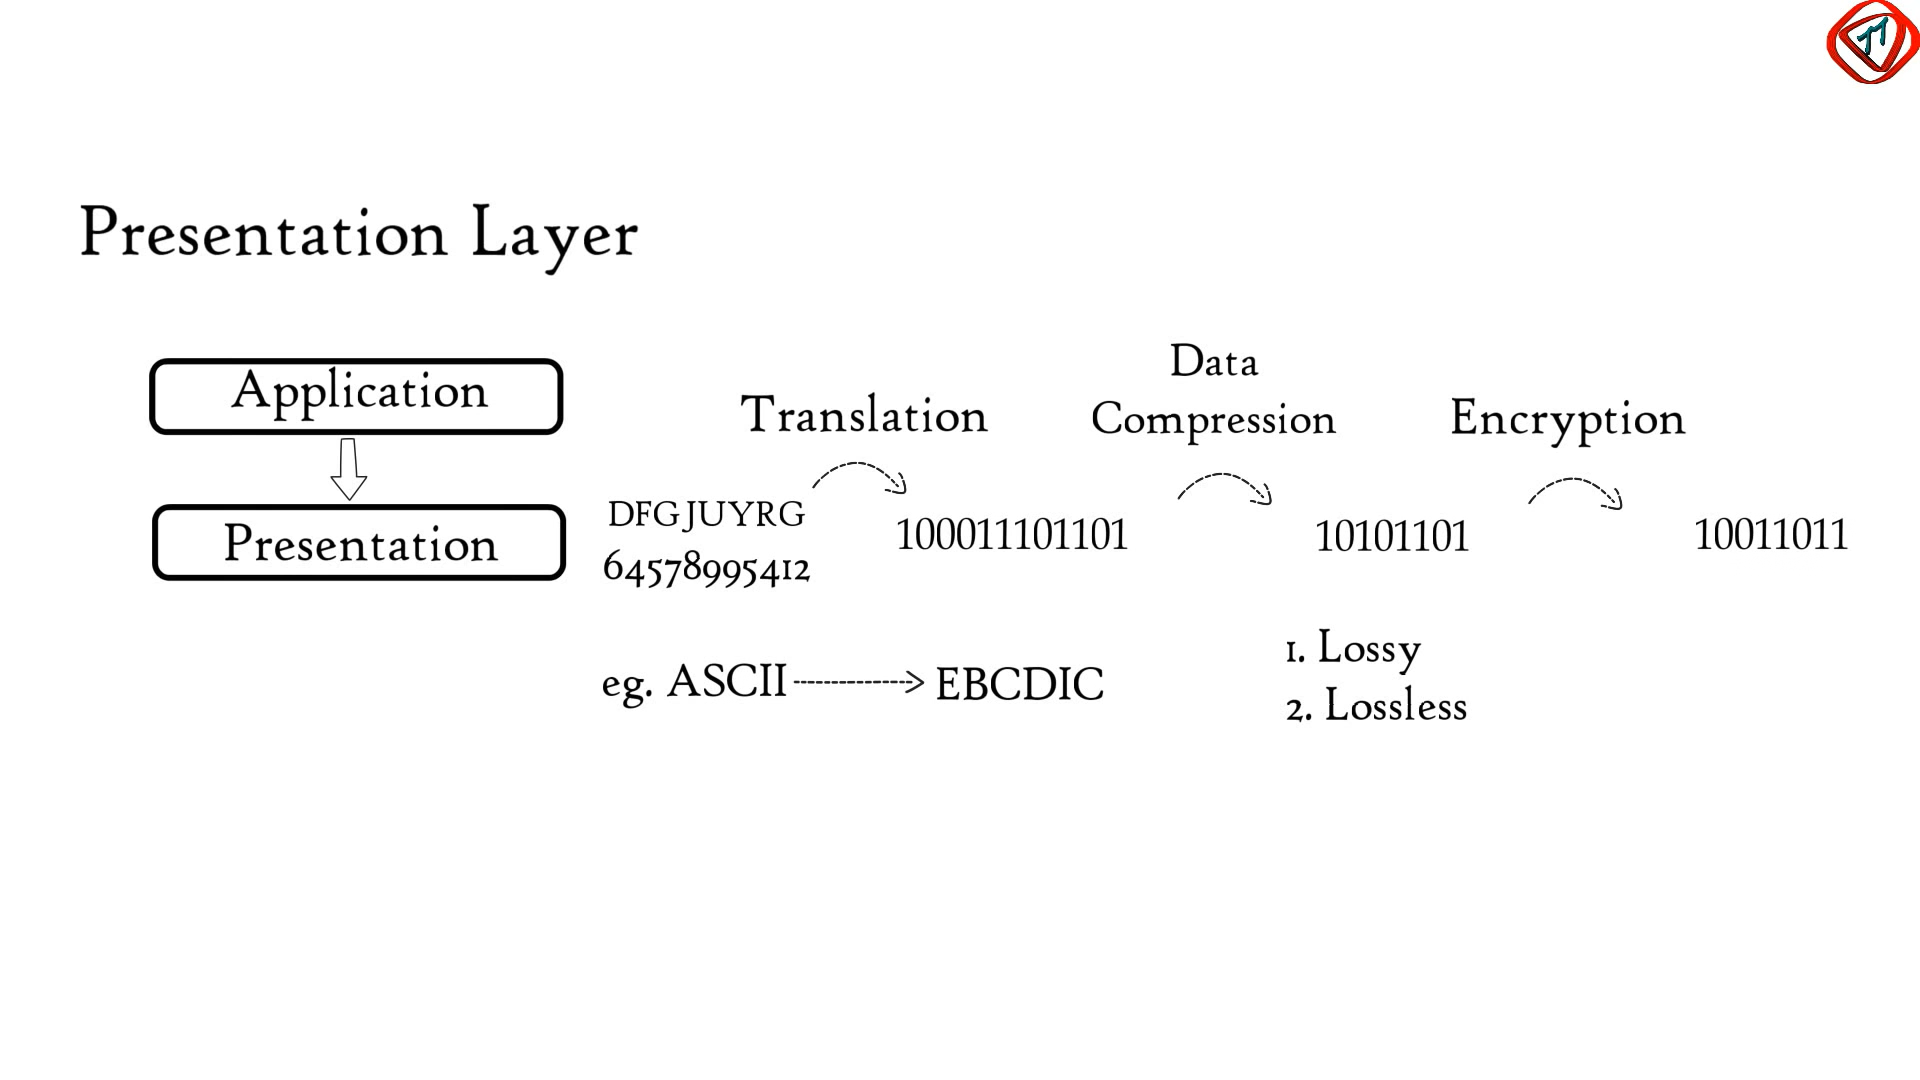 Presentation Layer
Application
Presentation
Translation
Data
Compression
Encryption
DFGJUYRG
64578995412
100011101101
10101101
10011011
eg. ASCII
EBCDIC
1. Lossy
2. Lossless